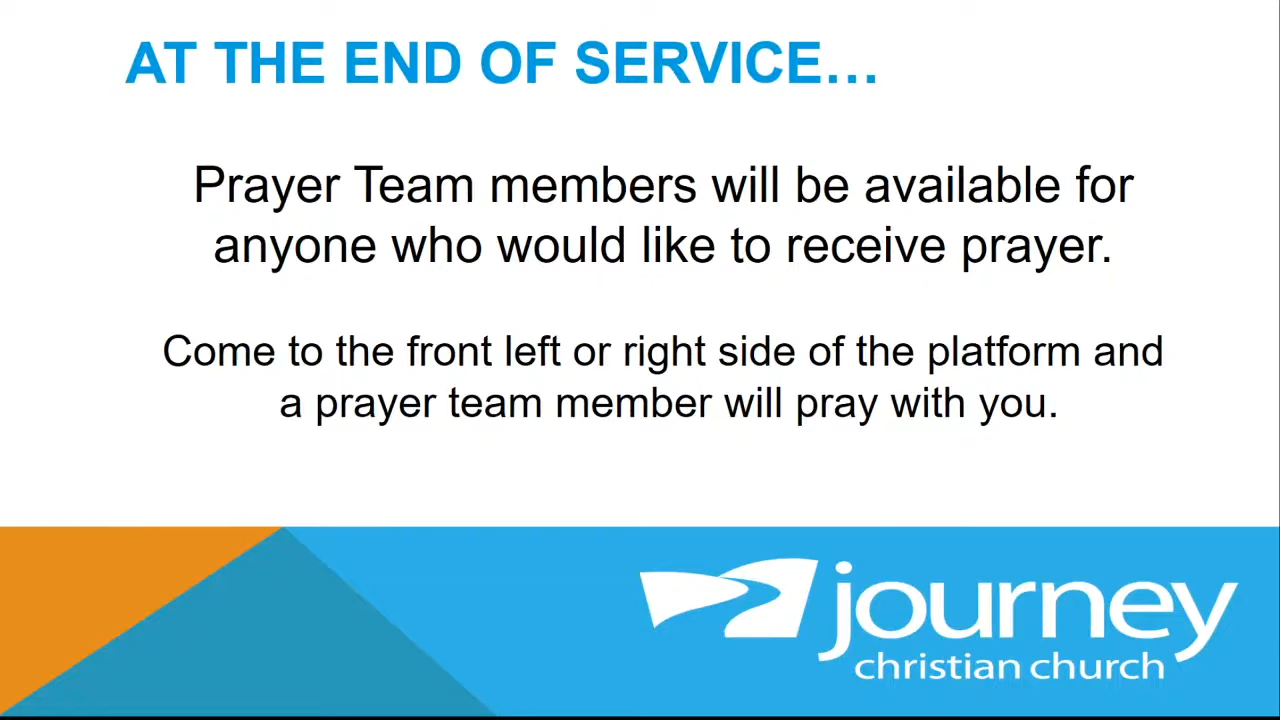 AT THE END OF SERVICE…
Prayer Team members will be available for
anyone who would like to receive prayer.
Come to the front left or right side of the platform and
a prayer team member will pray with you.
journey
christian church